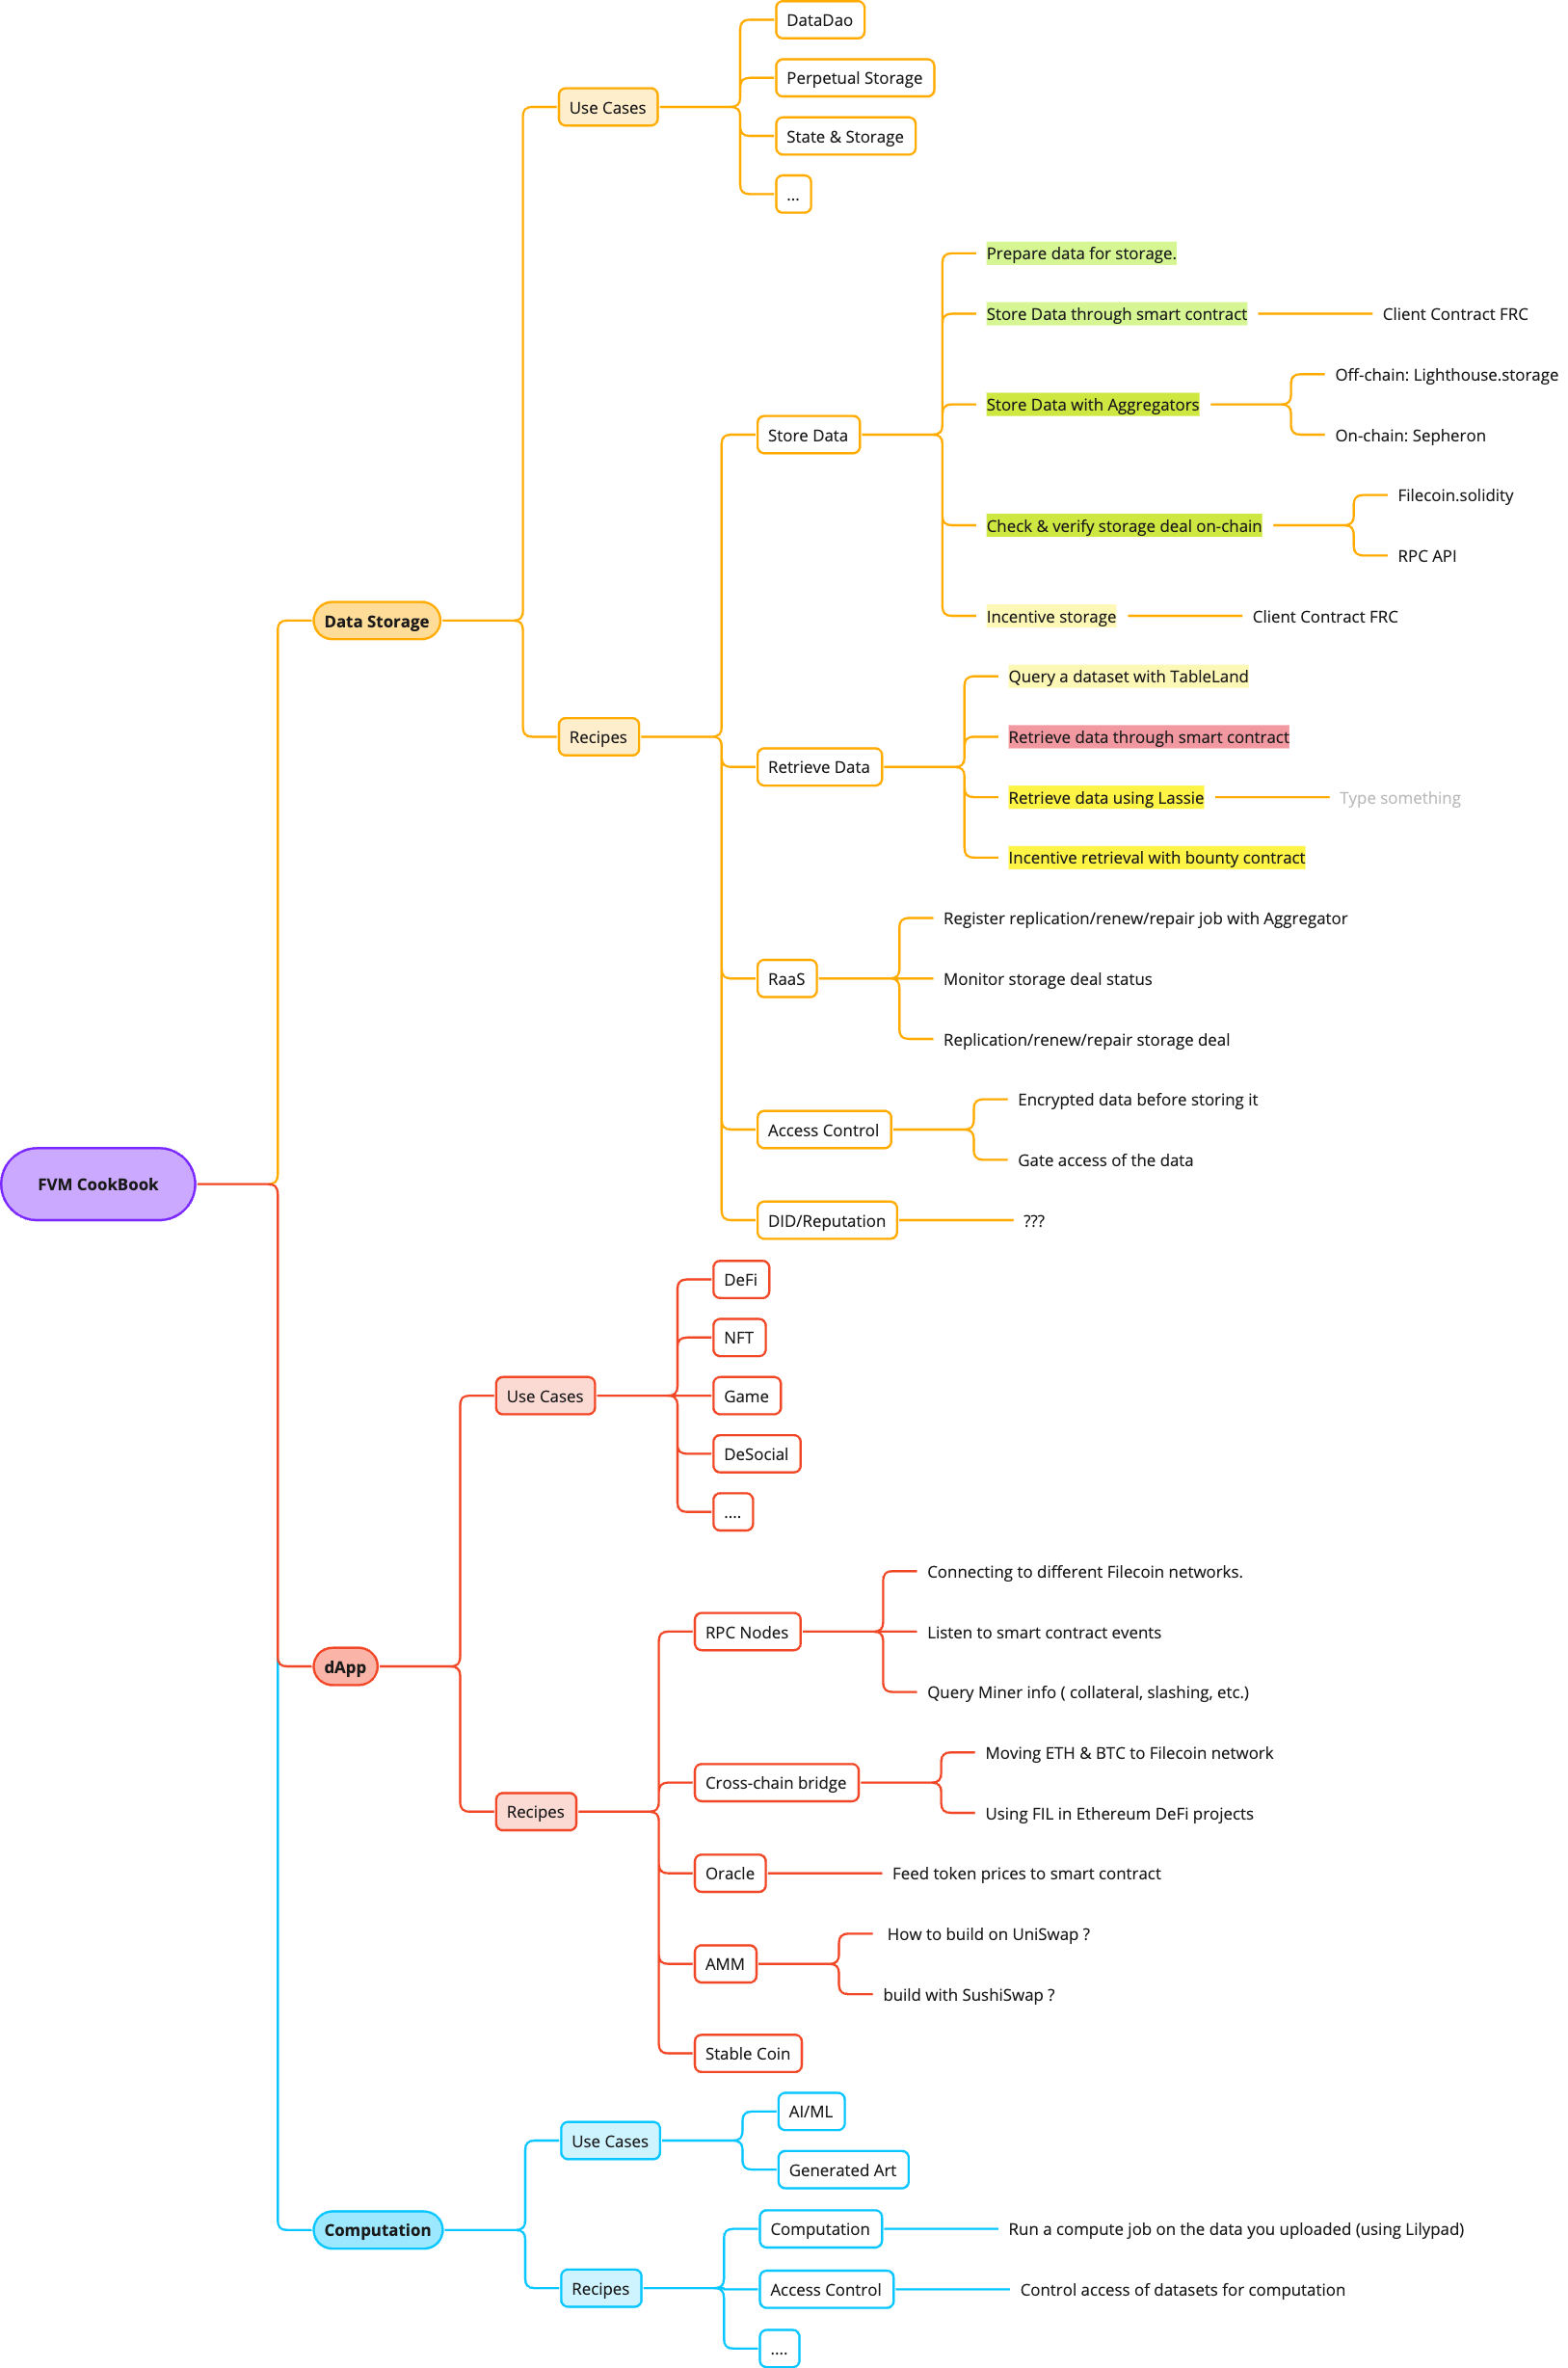 DataDao
Perpetual Storage
Use Cases
State & Storage
...
Prepare data for storage.
Store Data through smart contract
Client Contract FRC
Off-chain: Lighthouse.storage
Store Data with Aggregators
Store Data
On-chain: Sepheron
Filecoin.solidity
Check & verify storage deal on-chain
RPC API
Incentive storage
Client Contract FRC
Data Storage
Query a dataset with TableLand
Recipes
Retrieve data through smart contract
Retrieve Data
Retrieve data using Lassie
Type something
Incentive retrieval with bounty contract
Register replication/renew/repair job with Aggregator
RaaS
Monitor storage deal status
Replication/renew/repair storage deal
Encrypted data before storing it
Access Control
Gate access of the data
FVM CookBook
DID/Reputation
???
DeFi
NFT
Use Cases
Game
DeSocial
....
Connecting to different Filecoin networks.
RPC Nodes
Listen to smart contract events
dApp
Query Miner info ( collateral, slashing, etc.)
Moving ETH & BTC to Filecoin network
Cross-chain bridge
Recipes
Using FIL in Ethereum DeFi projects
Oracle
Feed token prices to smart contract
How to build on UniSwap ?
AMM
build with SushiSwap ?
Stable Coin
AI/ML
Use Cases
Generated Art
Computation
Computation
Run a compute job on the data you uploaded (using Lilypad)
Recipes
Access Control
Control access of datasets for computation
....